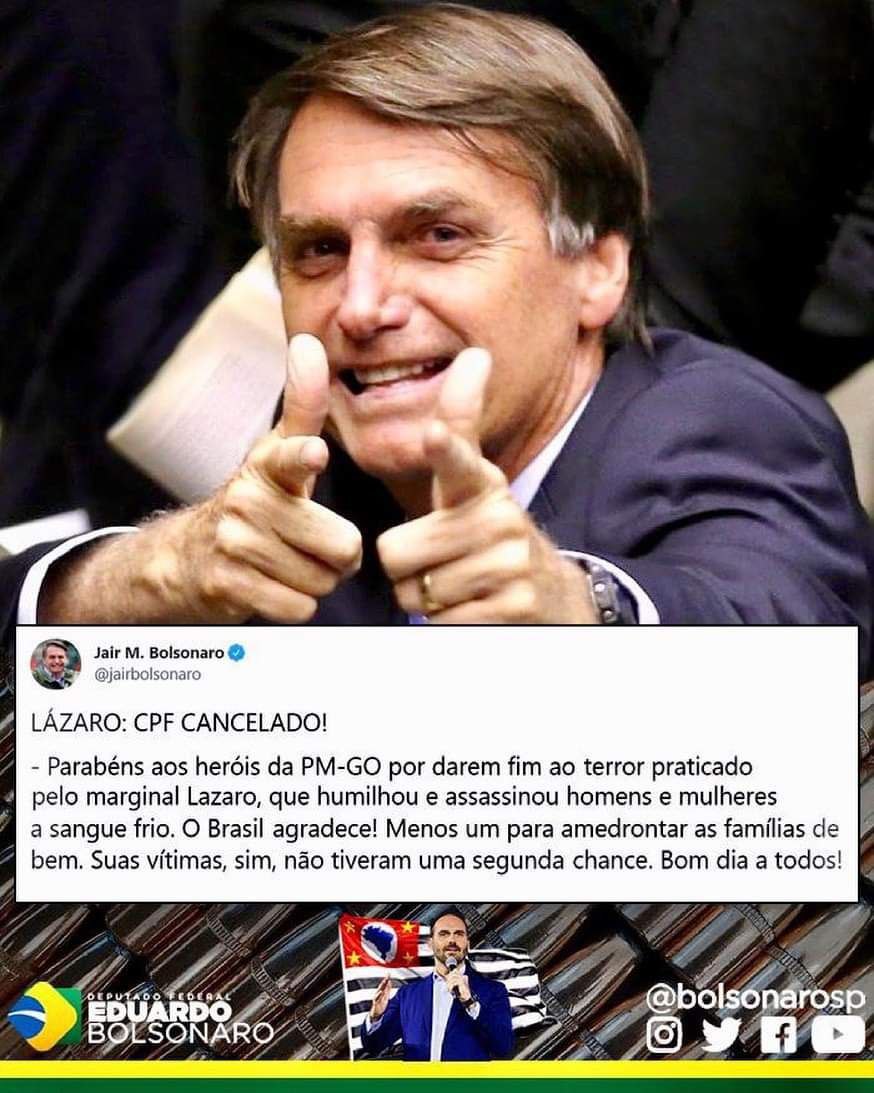 Jair M. Bolsonaro
@jairbolsonaro
LÁZARO: CPF CANCELADO!
- Parabéns aos heróis da PM-GO por darem fim ao terror praticado
pelo marginal Lazaro, que humilhou e assassinou homens e mulheres
a sangue frio. O Brasil agradece! Menos um para amedrontar as famílias de
bem. Suas vítimas, sim, não tiveram uma segunda chance. Bom dia a todos!
DEPUTADO FEDERAL
EDUARDO
BOLSONARO
@bolsonarosp